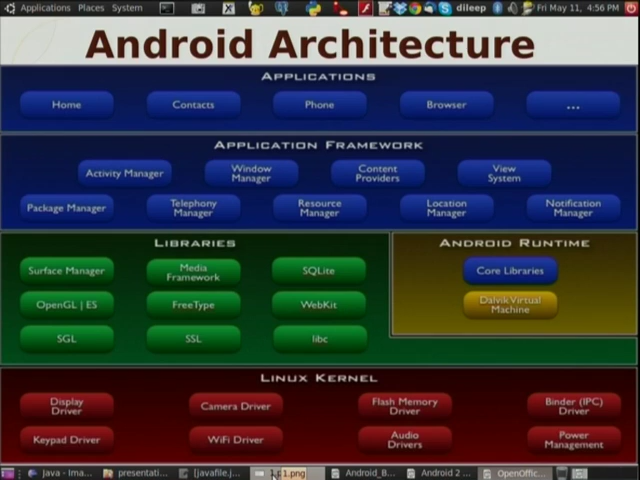 Applications Places System dileep Fri May 11, 4:56 PM
Android Architecture
APPLICATIONS
Home Contacts Phone Browser ...
APPLICATION FRAMEWORK
Activity Manager Window Manager Content Providers View System
Package Manager Telephony Manager Resource Manager Location Manager Notification Manager
LIBRARIES
Surface Manager Media Framework SQLite
OpenGL | ES FreeType WebKit
SGL SSL libc
ANDROID RUNTIME
Core Libraries
Dalvik Virtual Machine
LINUX KERNEL
Display Driver Camera Driver Flash Memory Driver Binder (IPC) Driver
Keypad Driver WiFi Driver Audio Drivers Power Management
Java - Ima... presentati... [javafile.j... 1.png Android_B... Android 2 ... OpenOffic...